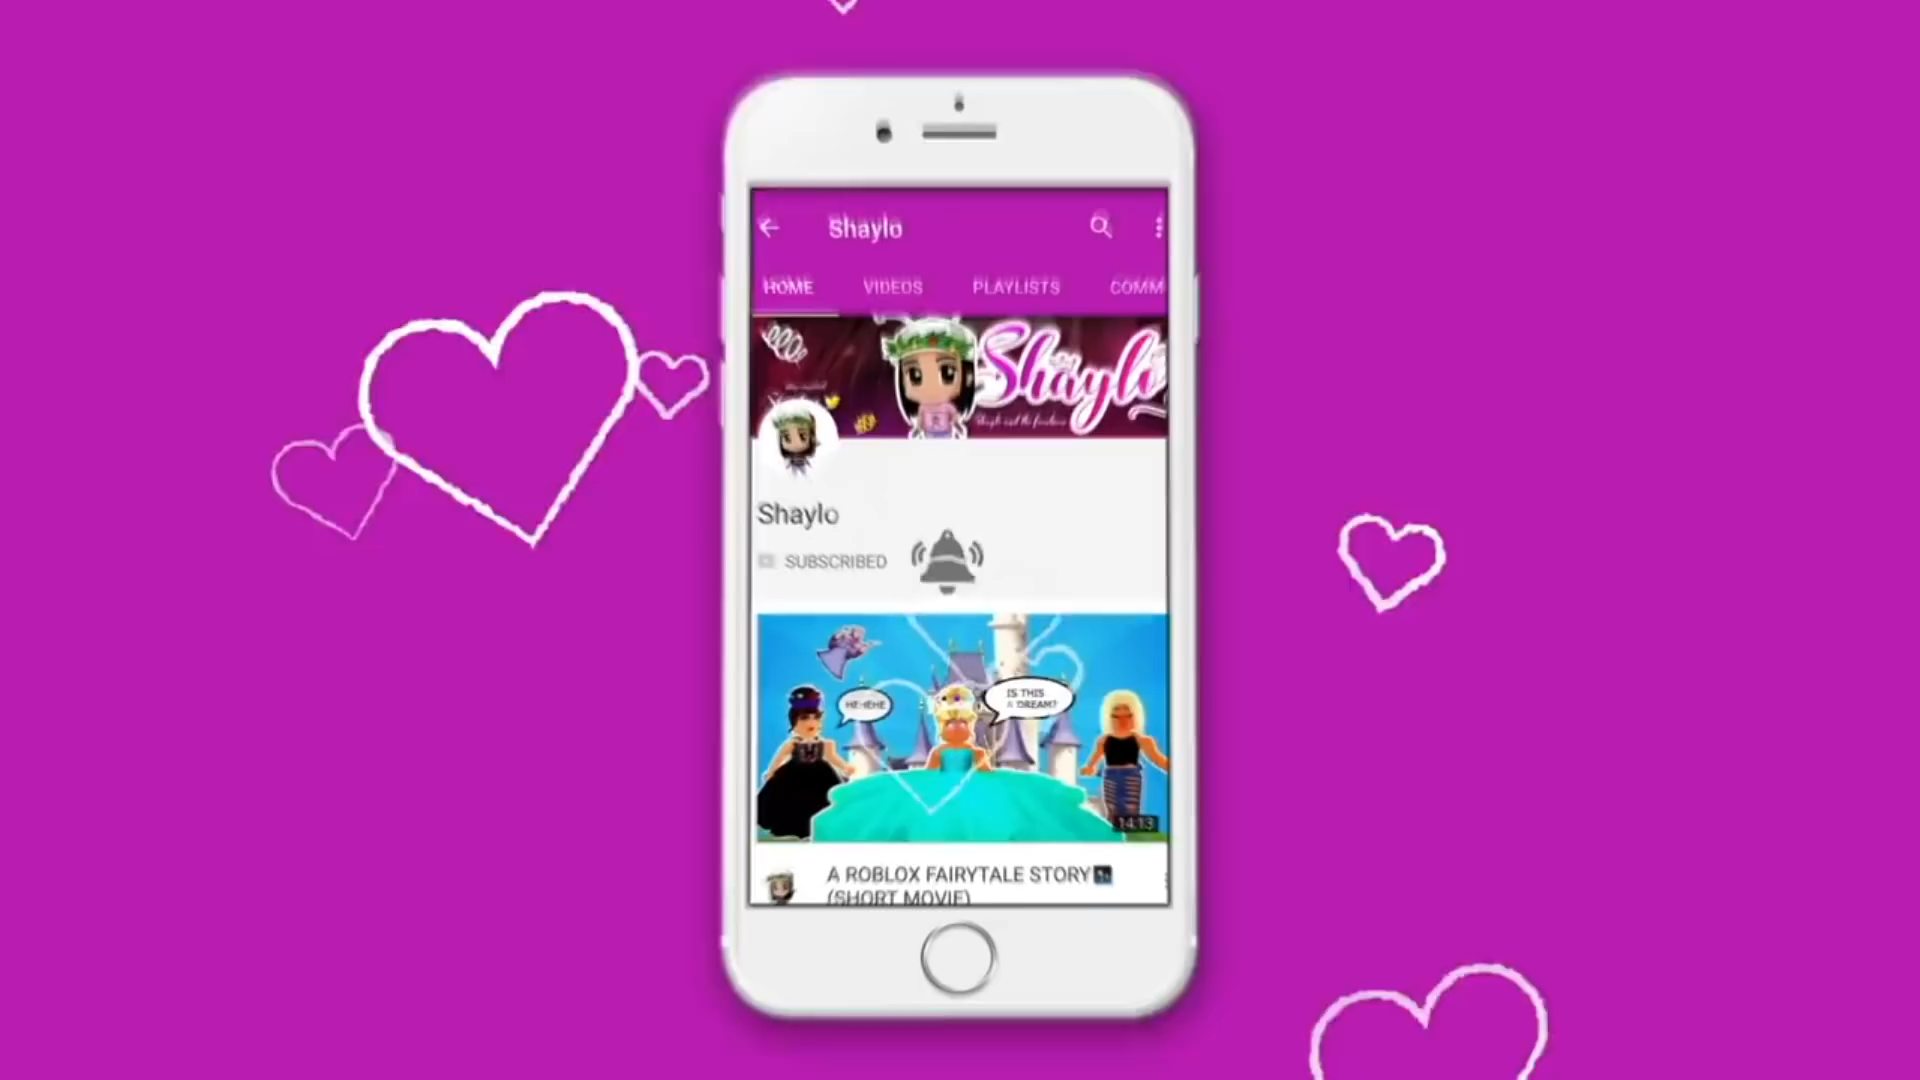 Shaylo
HOME VIDEOS PLAYLISTS COMM
Shaylo
Shaylo
SUBSCRIBED
HEHEHE
IS THIS
A DREAM?
14:13
A ROBLOX FAIRYTALE STORY
(SHORT MOVIE)